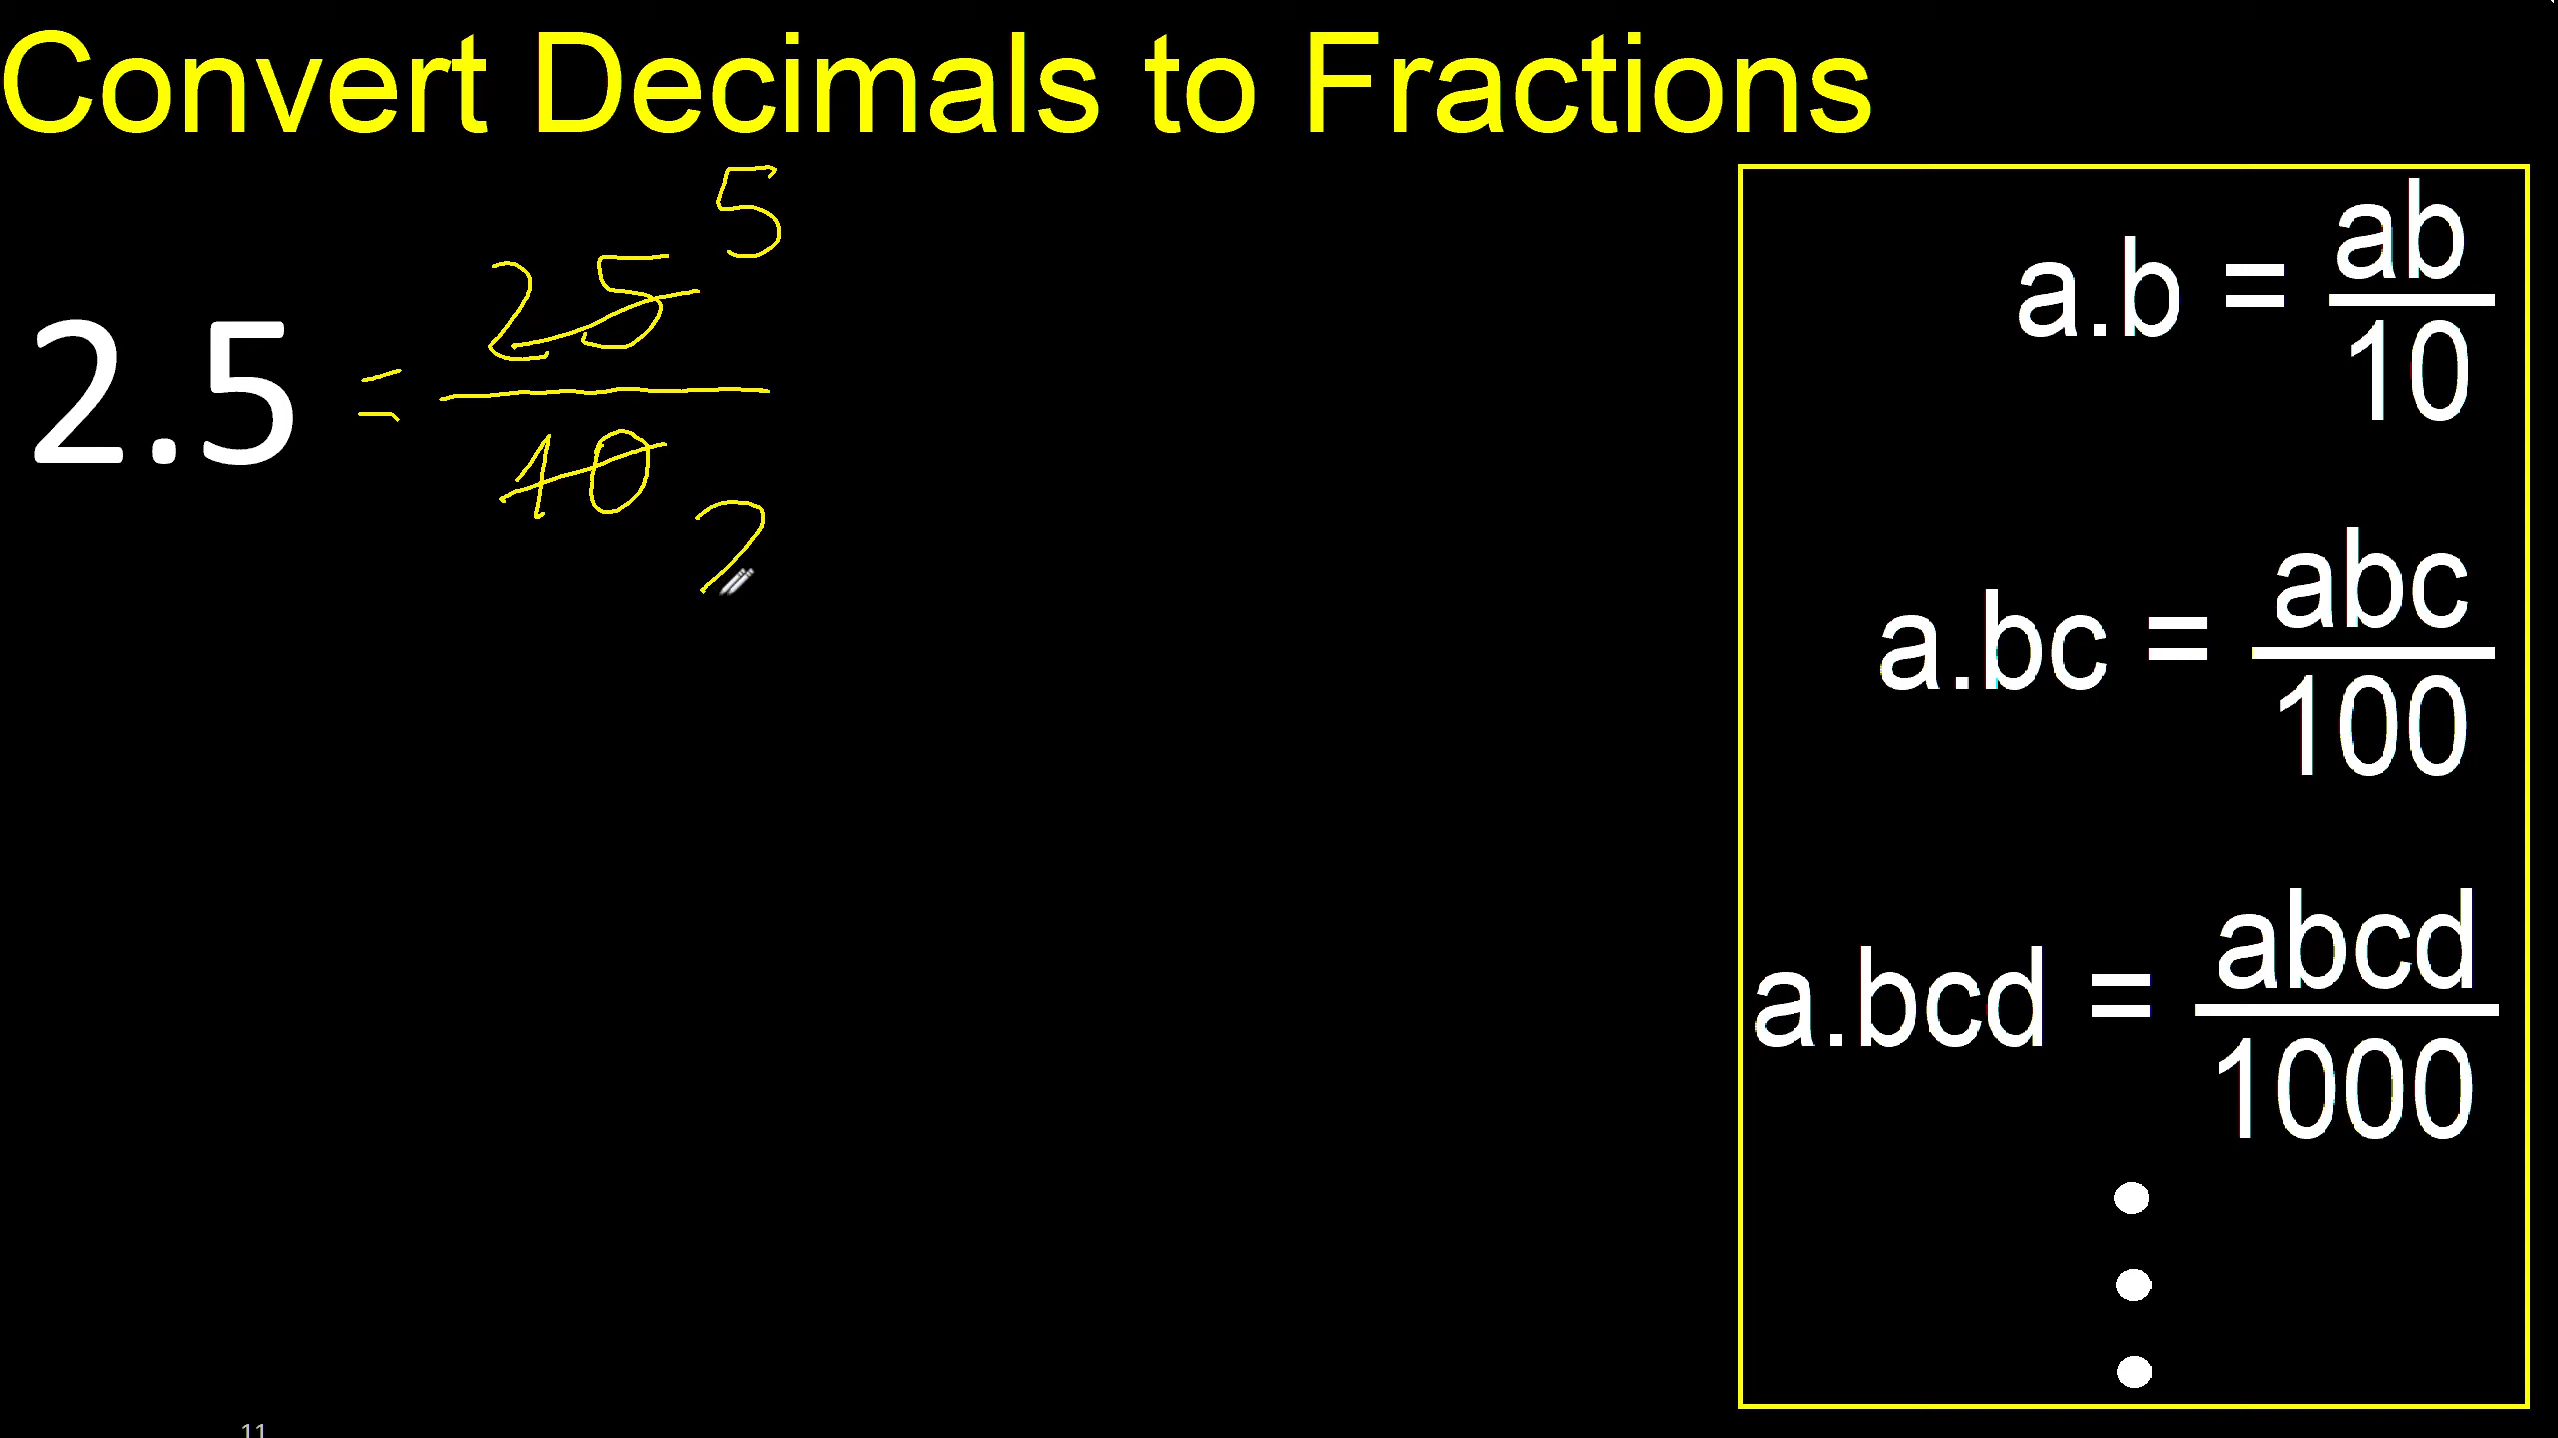 Convert Decimals to Fractions
5
2.5 = 25
10
2
a.b = ab
10
a.bc = abc
100
a.bcd = abcd
1000
11